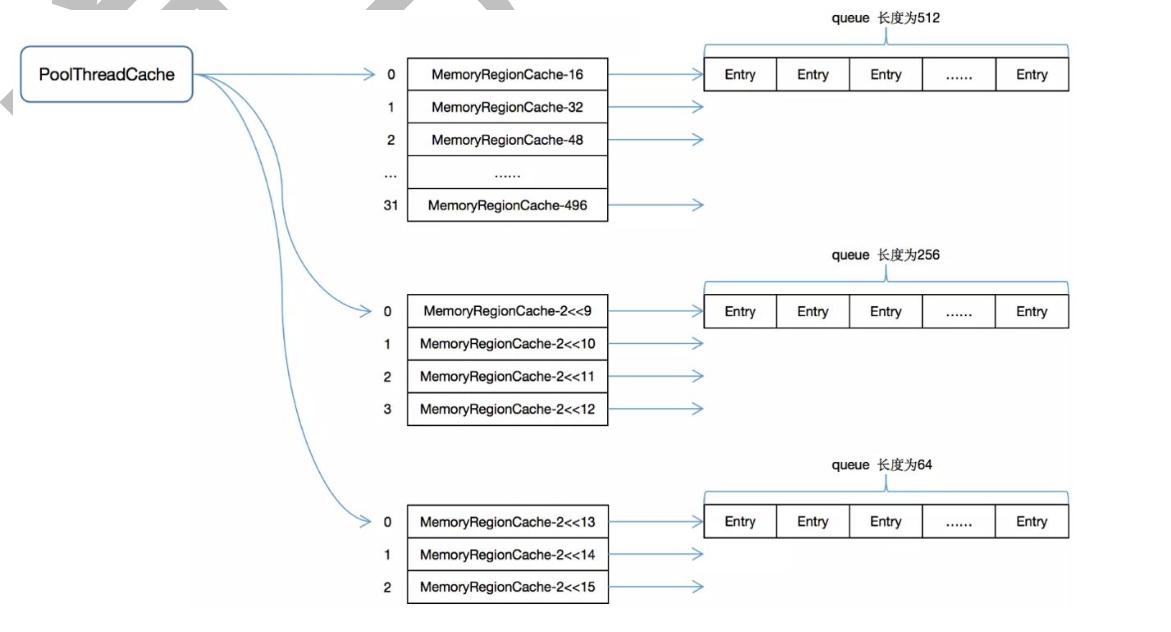 queue 长度为512
PoolThreadCache
0 MemoryRegionCache-16 Entry Entry Entry ...... Entry
1 MemoryRegionCache-32
2 MemoryRegionCache-48
... ......
31 MemoryRegionCache-496
queue 长度为256
0 MemoryRegionCache-2<<9 Entry Entry Entry ...... Entry
1 MemoryRegionCache-2<<10
2 MemoryRegionCache-2<<11
3 MemoryRegionCache-2<<12
queue 长度为64
0 MemoryRegionCache-2<<13 Entry Entry Entry ...... Entry
1 MemoryRegionCache-2<<14
2 MemoryRegionCache-2<<15